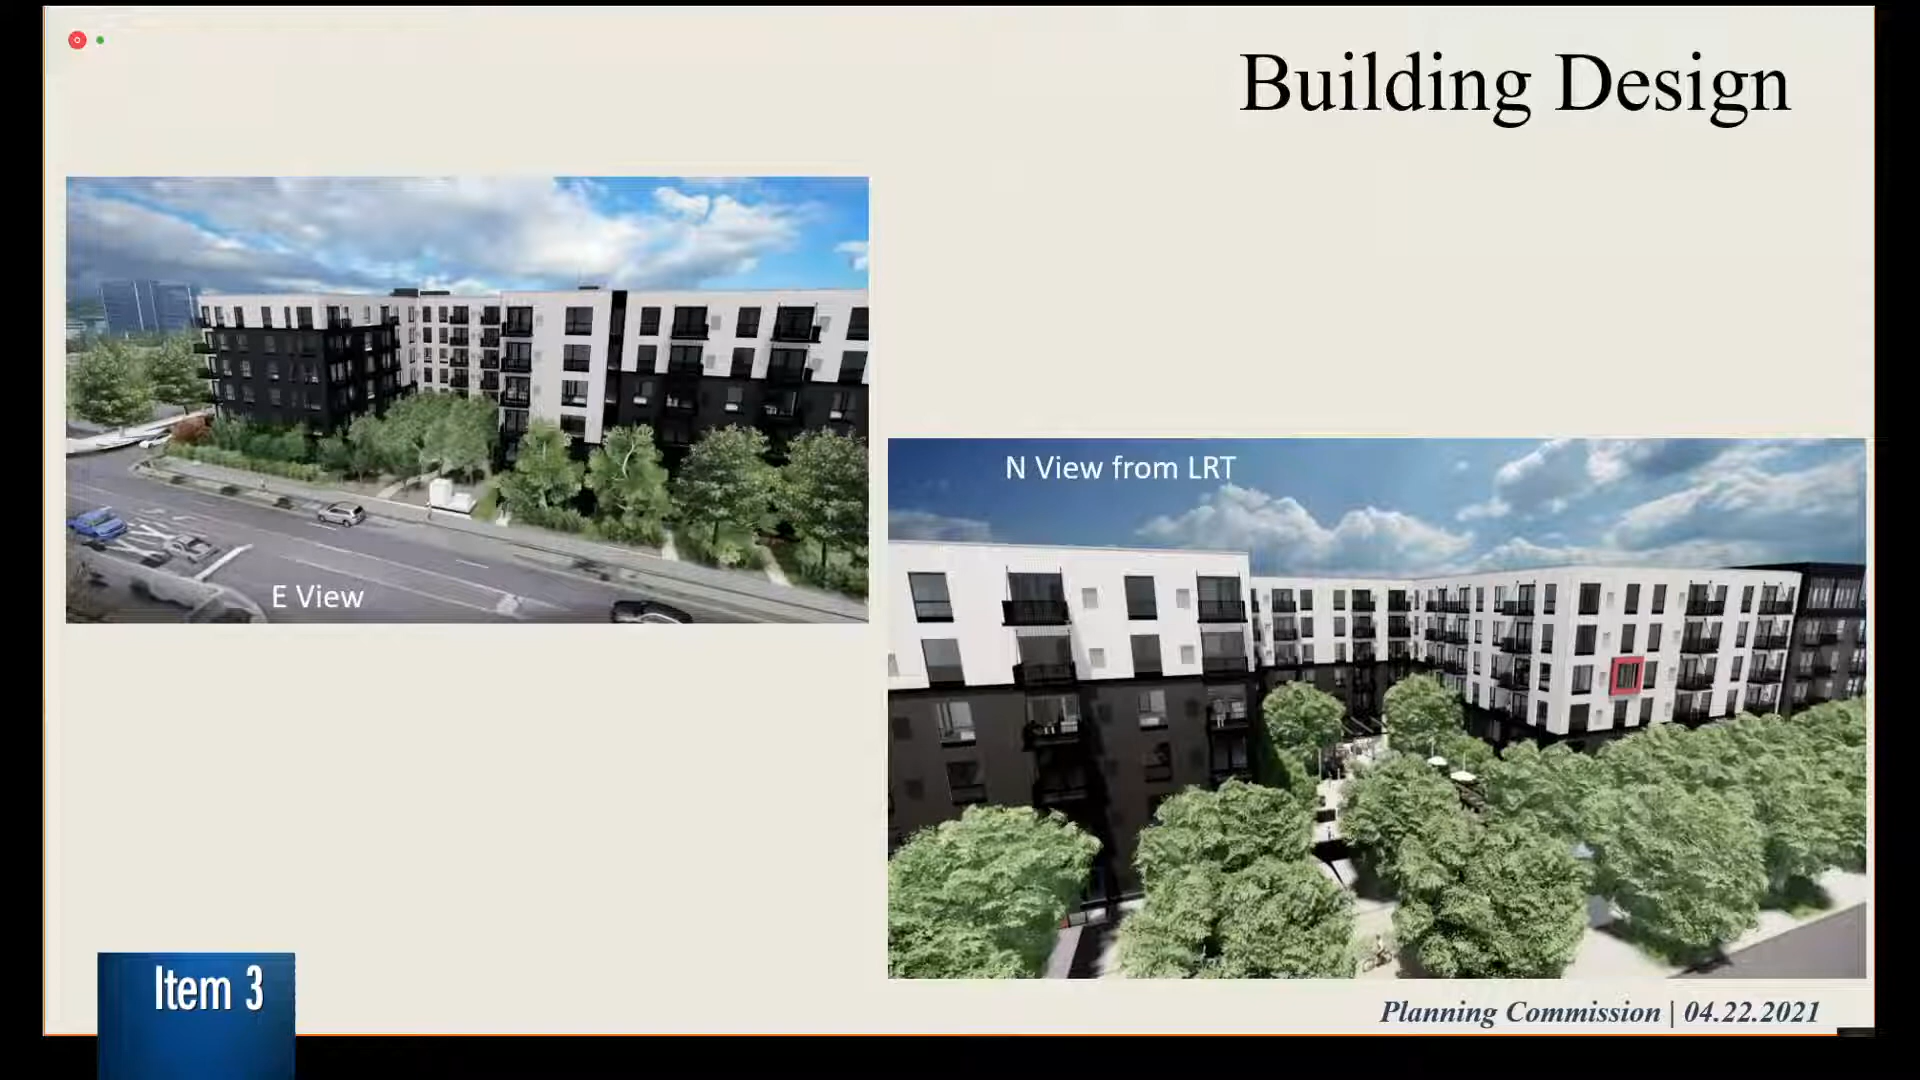 Building Design
E View
N View from LRT
Item 3
Planning Commission | 04.22.2021